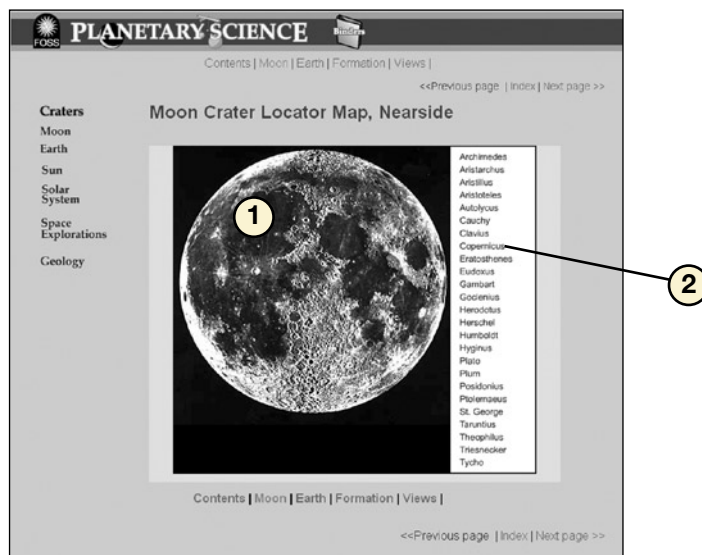 FOSS
PLANETARY SCIENCE
Binders
Contents | Moon | Earth | Formation | Views |
<<Previous page | Index | Next page >>
Craters
Moon
Earth
Sun
Solar
System
Space
Explorations
Geology
Moon Crater Locator Map, Nearside
1
Archimedes
Aristarchus
Aristillus
Aristoteles
Autolycus
Cauchy
Clavius
Copernicus
Eratosthenes
Eudoxus
Gambart
Goclenius
Herodotus
Herschel
Humboldt
Hyginus
Plato
Plum
Posidonius
Ptolemaeus
St. George
Taruntius
Theophilus
Triesnecker
Tycho
2
Contents | Moon | Earth | Formation | Views |
<<Previous page | Index | Next page >>